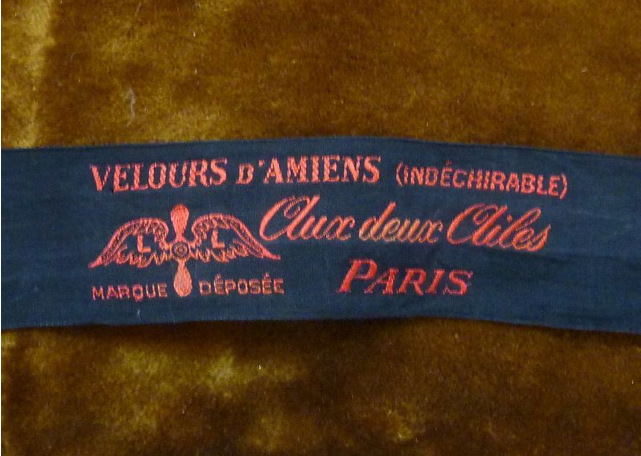 VELOURS D'AMIENS (INDÉCHIRABLE)
L L Aux deux Ailes
MARQUE DÉPOSÉE PARIS